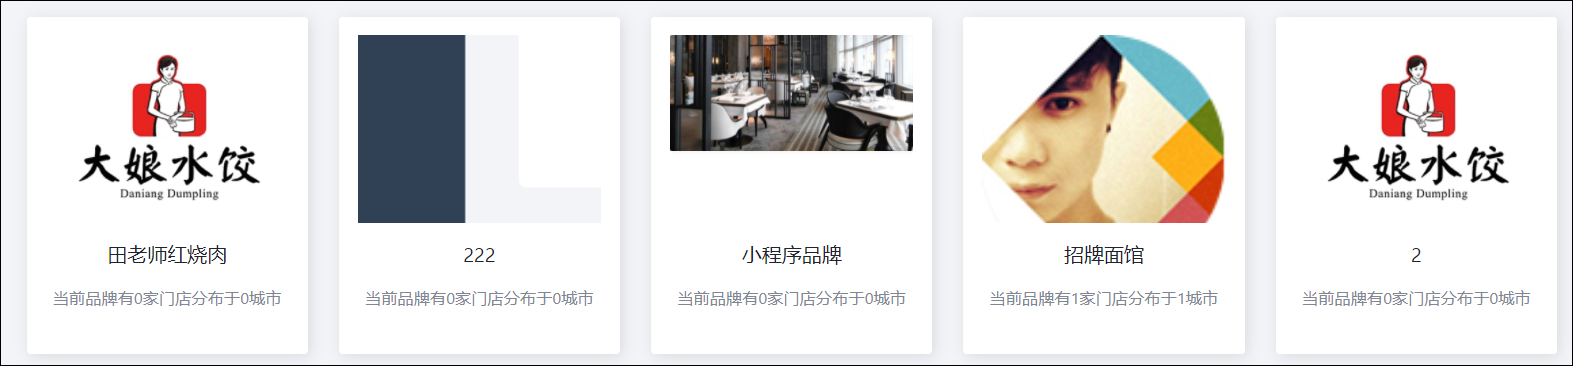 大娘水饺
Daniang Dumpling
田老师红烧肉
当前品牌有0家门店分布于0城市
222
当前品牌有0家门店分布于0城市
小程序品牌
当前品牌有0家门店分布于0城市
招牌面馆
当前品牌有1家门店分布于1城市
大娘水饺
Daniang Dumpling
2
当前品牌有0家门店分布于0城市